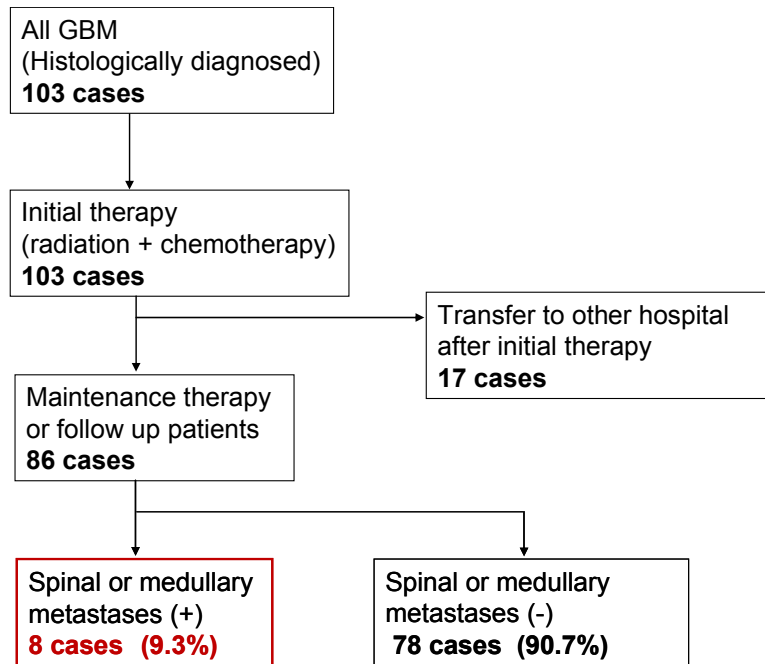 All GBM
(Histologically diagnosed)
103 cases
Initial therapy
(radiation + chemotherapy)
103 cases
Transfer to other hospital
after initial therapy
17 cases
Maintenance therapy
or follow up patients
86 cases
Spinal or medullary
metastases (+)
8 cases (9.3%)
Spinal or medullary
metastases (-)
78 cases (90.7%)